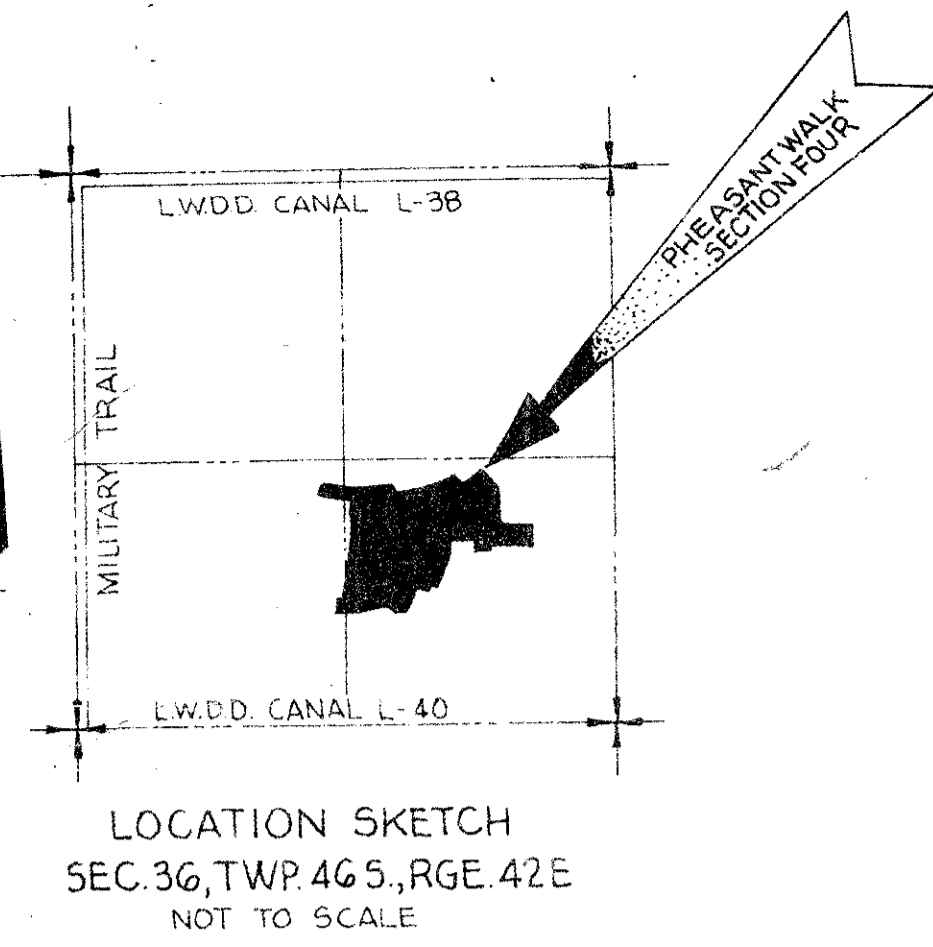 PHEASANT WALK
SECTION FOUR
L.W.D.D. CANAL L-38
MILITARY TRAIL
L.W.D.D. CANAL L-40
LOCATION SKETCH
SEC.36, TWP. 46 S., RGE. 42 E
NOT TO SCALE